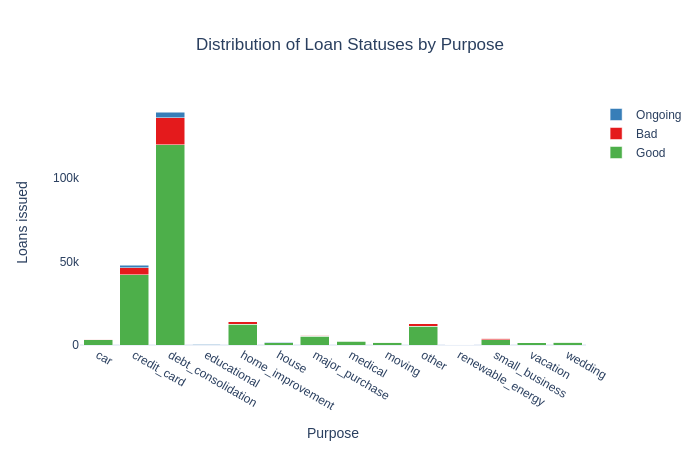 Distribution of Loan Statuses by Purpose
Ongoing
Bad
Good
Loans issued
100k
50k
0
car
credit_card
debt_consolidation
educational
home_improvement
house
major_purchase
medical
moving
other
renewable_energy
small_business
vacation
wedding
Purpose